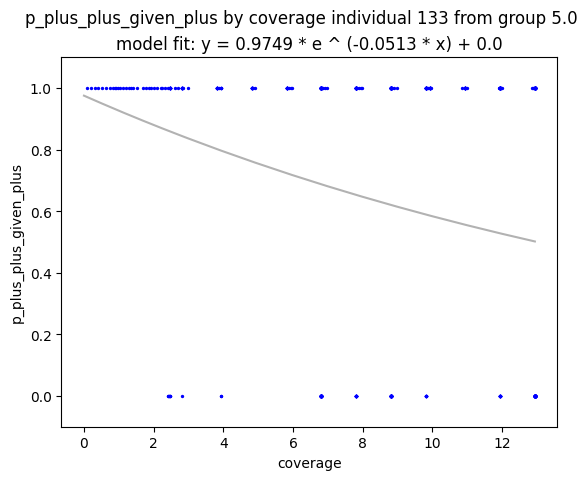 p_plus_plus_given_plus by coverage individual 133 from group 5.0
model fit: y = 0.9749 * e ^ (-0.0513 * x) + 0.0
p_plus_plus_given_plus
1.0
0.8
0.6
0.4
0.2
0.0
0 2 4 6 8 10 12
coverage